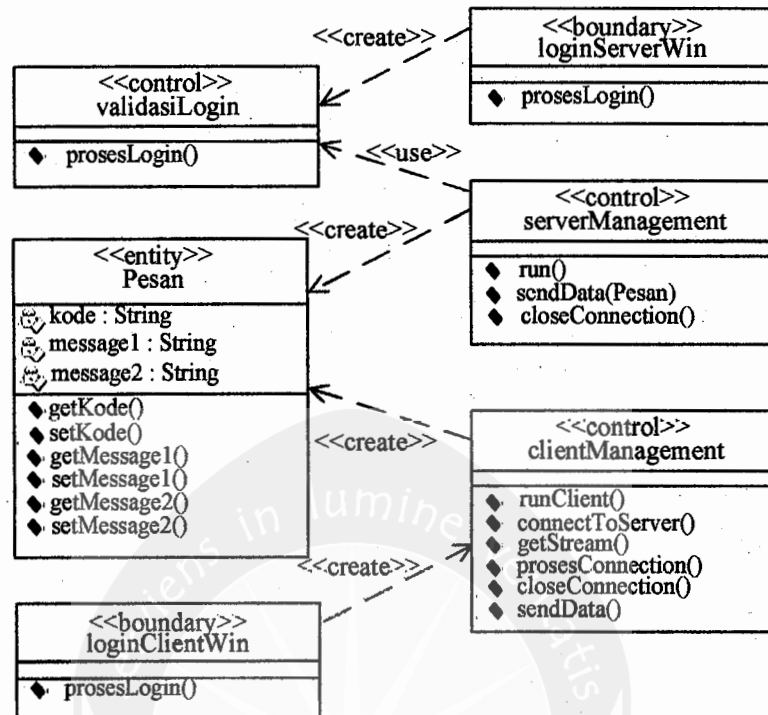 <<create>>
<<boundary>>
loginServerWin
prosesLogin()
<<control>>
validasiLogin
prosesLogin()
<<use>>
<<control>>
serverManagement
run()
sendData(Pesan)
closeConnection()
<<create>>
<<entity>>
Pesan
kode : String
message1 : String
message2 : String
getKode()
setKode()
getMessage1()
setMessage1()
getMessage2()
setMessage2()
<<create>>
<<control>>
clientManagement
runClient()
connectToServer()
getStream()
prosesConnection()
closeConnection()
sendData()
<<create>>
<<boundary>>
loginClientWin
prosesLogin()
in lumine